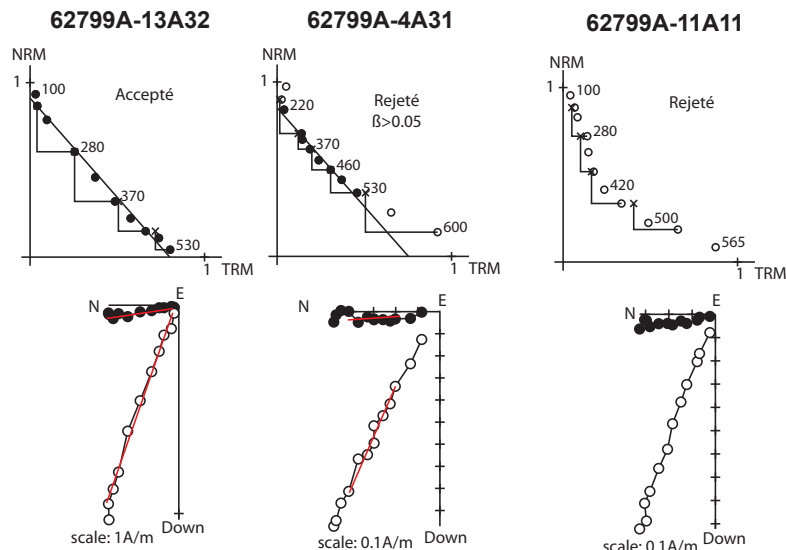 62799A-13A32
NRM
1
100
Accepté
280
370
530
1
TRM
N
E
Down
scale: 1A/m
62799A-4A31
NRM
1
220
Rejeté
ß>0.05
370
460
530
600
1
TRM
N
E
Down
scale: 0.1A/m
62799A-11A11
NRM
1
100
Rejeté
280
420
500
565
1
TRM
N
E
Down
scale: 0.1A/m